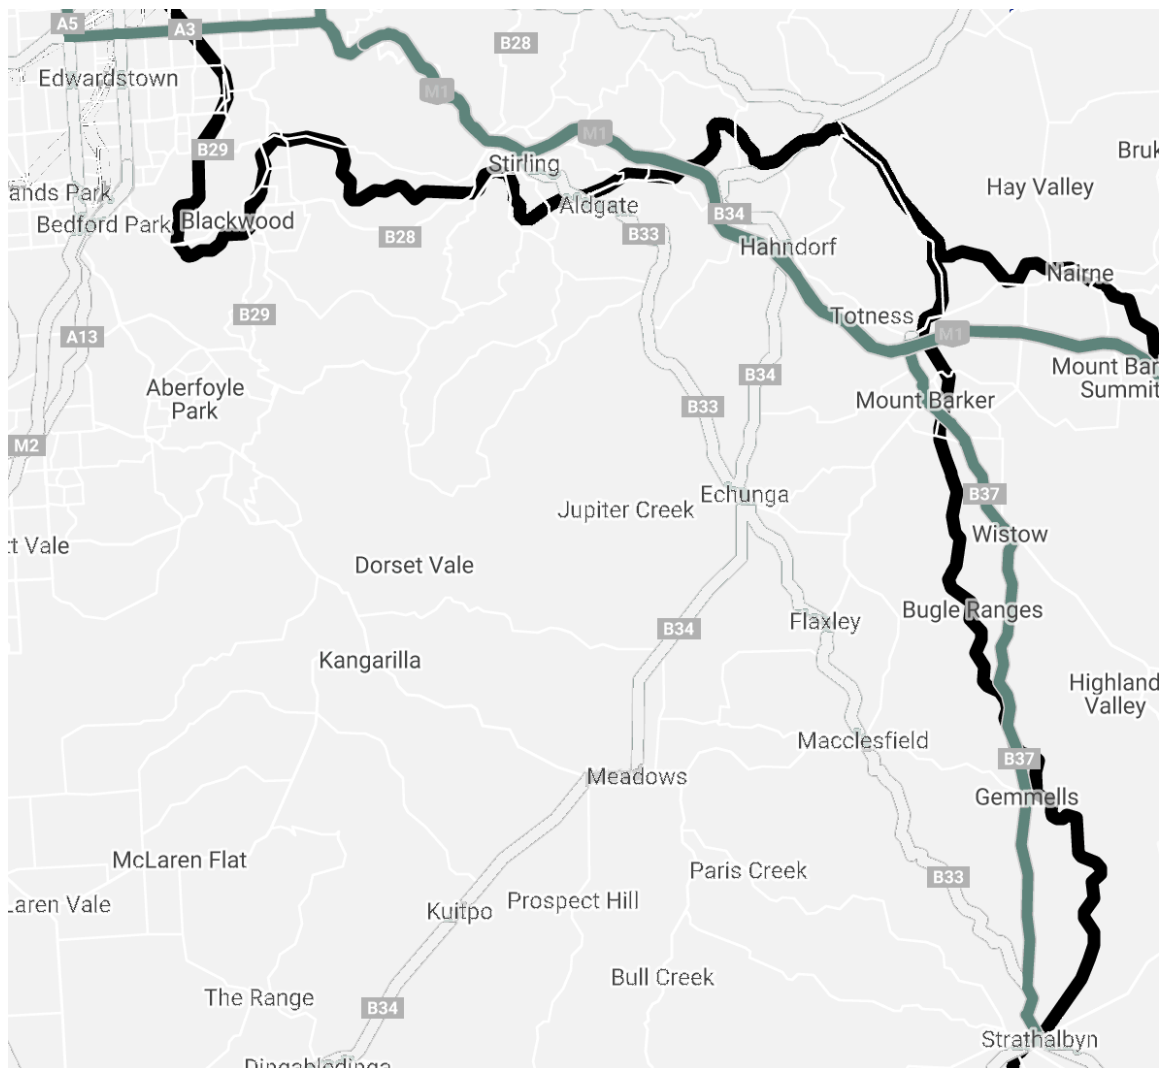 A5
A3
B28
Edwardstown
M1
M1
B29
Bruk
Stirling
ands Park
Hay Valley
Aldgate
Bedford Park
Blackwood
B34
B28
B33
Hahndorf
Nairne
B29
Totness
A13
M1
Mount Bar
Summit
Aberfoyle
Park
B34
Mount Barker
B33
M2
Echunga
B37
Jupiter Creek
Wistow
tt Vale
Dorset Vale
Bugle Ranges
Flaxley
B34
Kangarilla
Highland
Valley
Macclesfield
B37
Meadows
Gemmells
McLaren Flat
Paris Creek
B33
Laren Vale
Kuitpo
Prospect Hill
Bull Creek
The Range
B34
Strathalbyn
Dingabledinga